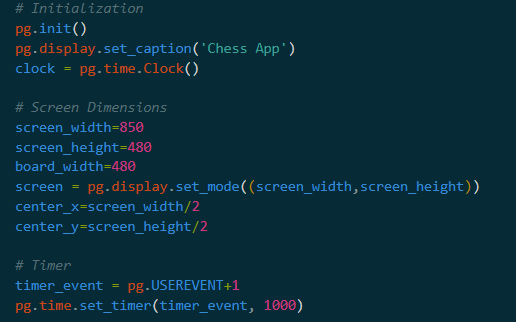 # Initialization
pg.init()
pg.display.set_caption('Chess App')
clock = pg.time.Clock()
# Screen Dimensions
screen_width=850
screen_height=480
board_width=480
screen = pg.display.set_mode((screen_width,screen_height))
center_x=screen_width/2
center_y=screen_height/2
# Timer
timer_event = pg.USEREVENT+1
pg.time.set_timer(timer_event, 1000)